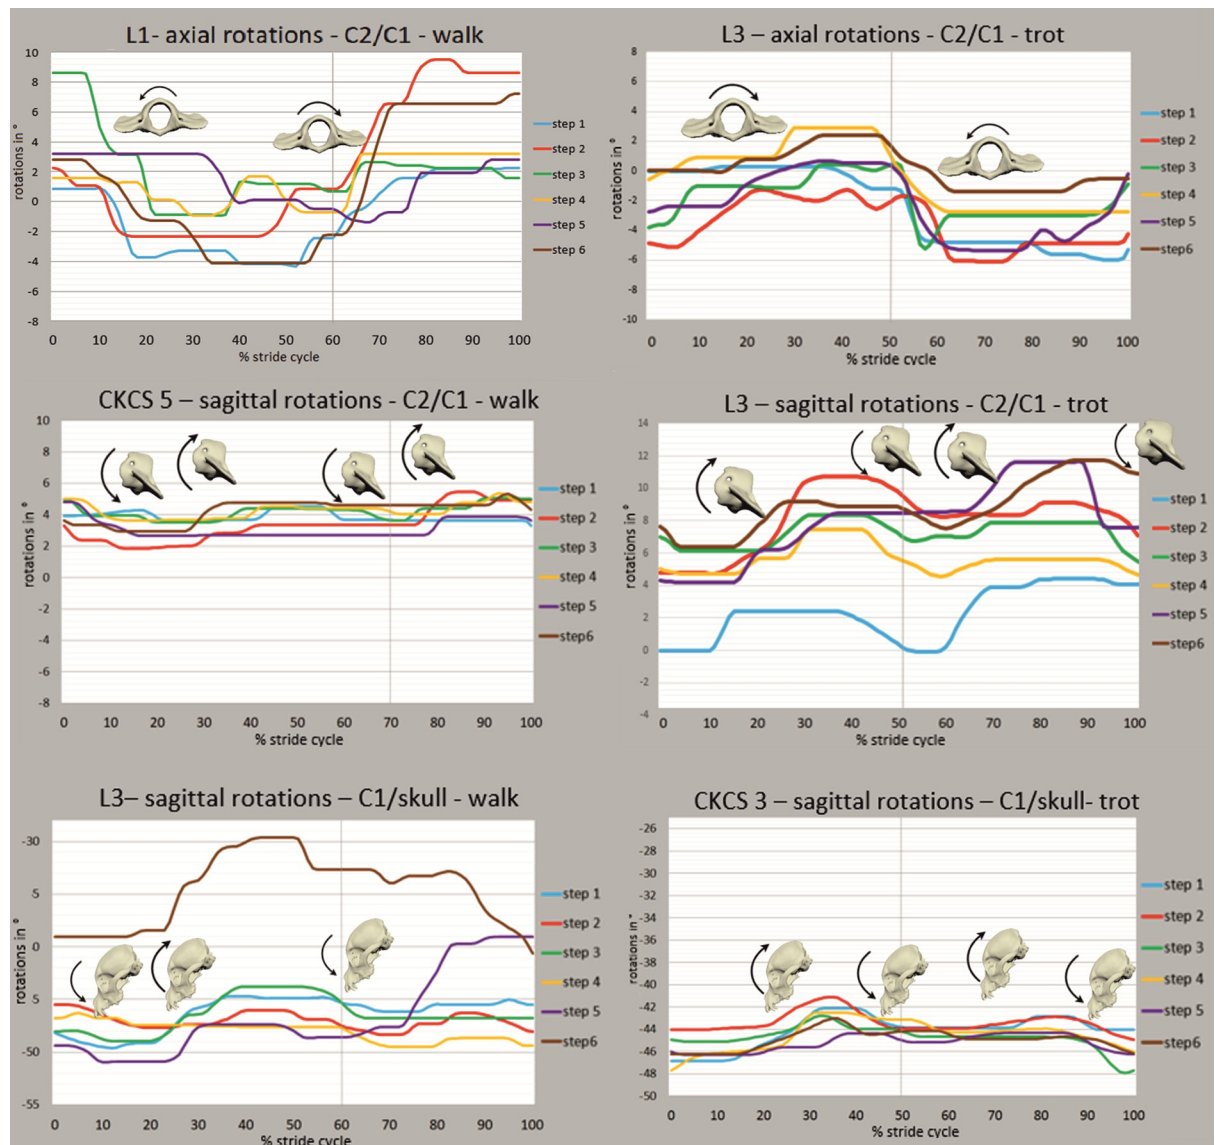 L1- axial rotations - C2/C1 - walk
rotations in °
10
8
6
4
2
0
-2
-4
-6
-8
0 10 20 30 40 50 60 70 80 90 100
% stride cycle
step 1
step 2
step 3
step 4
step 5
step 6
L3 – axial rotations - C2/C1 - trot
rotations in °
8
6
4
2
0
-2
-4
-6
-8
-10
0 10 20 30 40 50 60 70 80 90 100
% stride cycle
step 1
step 2
step 3
step 4
step 5
step6
CKCS 5 – sagittal rotations - C2/C1 - walk
rotations in °
10
8
6
4
2
0
-2
-4
-6
-8
0 10 20 30 40 50 60 70 80 90 100
% stride cycle
step 1
step 2
step 3
step 4
step 5
step6
L3 – sagittal rotations - C2/C1 - trot
rotations in °
14
12
10
8
6
4
2
0
-2
-4
0 10 20 30 40 50 60 70 80 90 100
% stride cycle
step 1
step 2
step 3
step 4
step 5
step6
L3– sagittal rotations – C1/skull - walk
rotations in °
-30
5
0
5
-50
-55
0 10 20 30 40 50 60 70 80 90 100
% stride cycle
step 1
step 2
step 3
step 4
step 5
step6
CKCS 3 – sagittal rotations – C1/skull- trot
rotations in °
-26
-28
-30
-32
-34
-36
-38
-40
-42
-44
-46
-48
-50
0 10 20 30 40 50 60 70 80 90 100
% stride cycle
step 1
step 2
step 3
step 4
step 5
step6